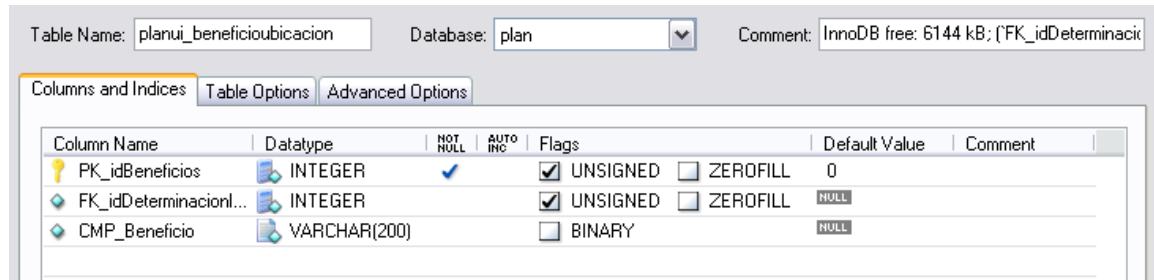 Table Name: planui_beneficioubicacion Database: plan Comment: InnoDB free: 6144 kB; (`FK_idDeterminacic
Columns and Indices Table Options Advanced Options
Column Name Datatype NOT NULL AUTO INC Flags Default Value Comment
PK_idBeneficios INTEGER UNSIGNED ZEROFILL 0
FK_idDeterminacionI... INTEGER UNSIGNED ZEROFILL NULL
CMP_Beneficio VARCHAR(200) BINARY NULL